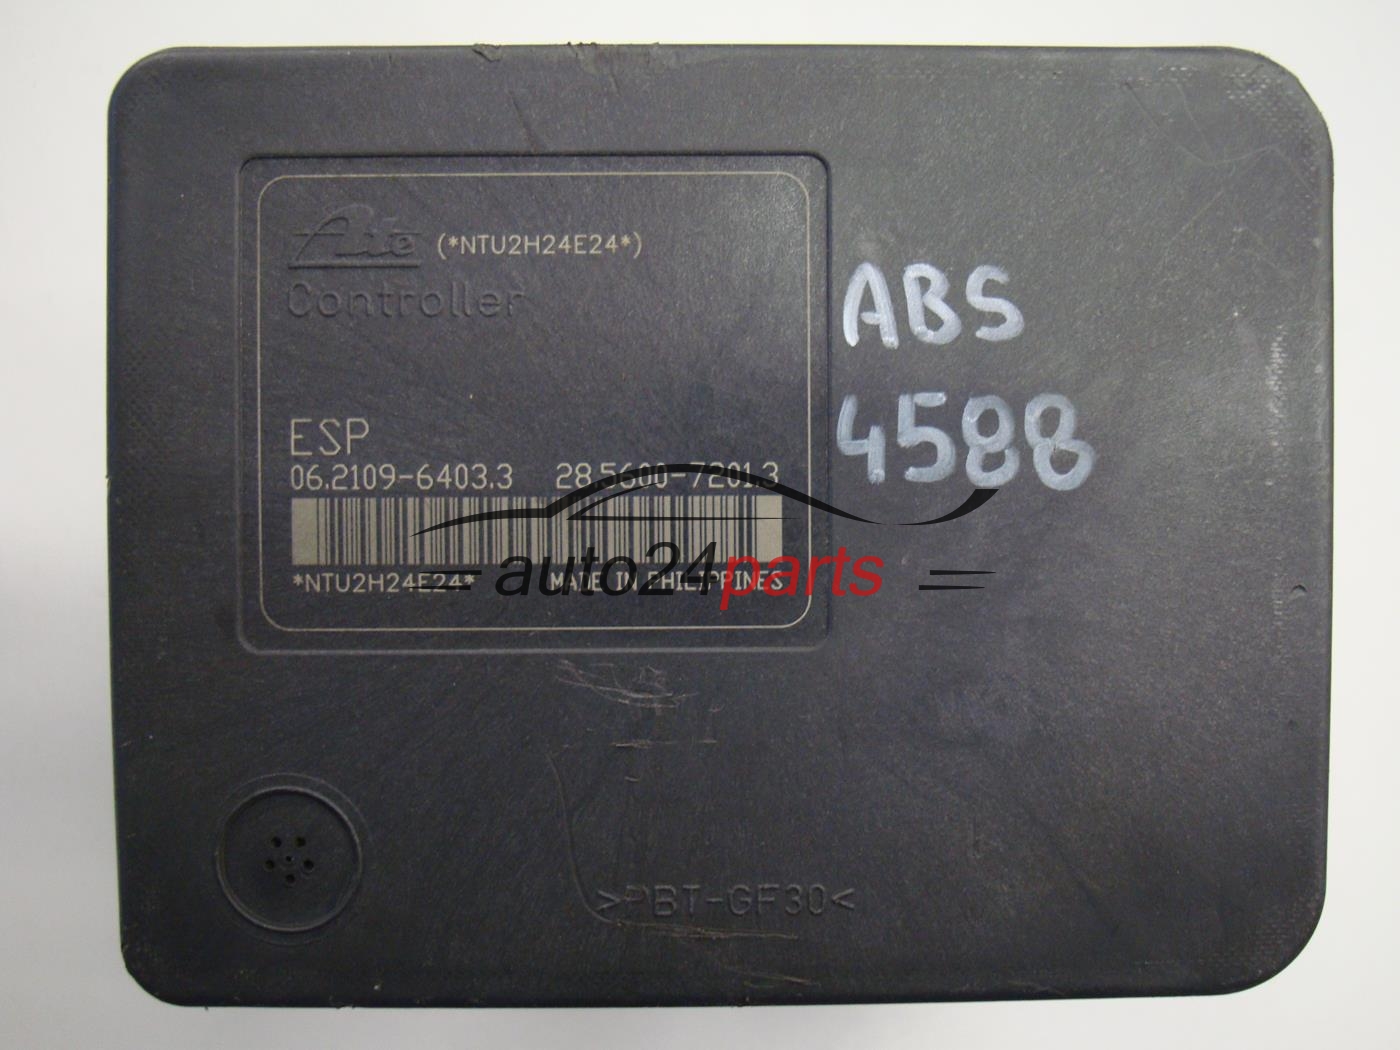 Ate (*NTU2H24E24*)
Controller
ABS
4588
ESP
06.2109-6403.3 28.5600-7201.3
*NTU2H24E24* MADE IN PHILIPPINES
auto24parts
>PBT-GF30<